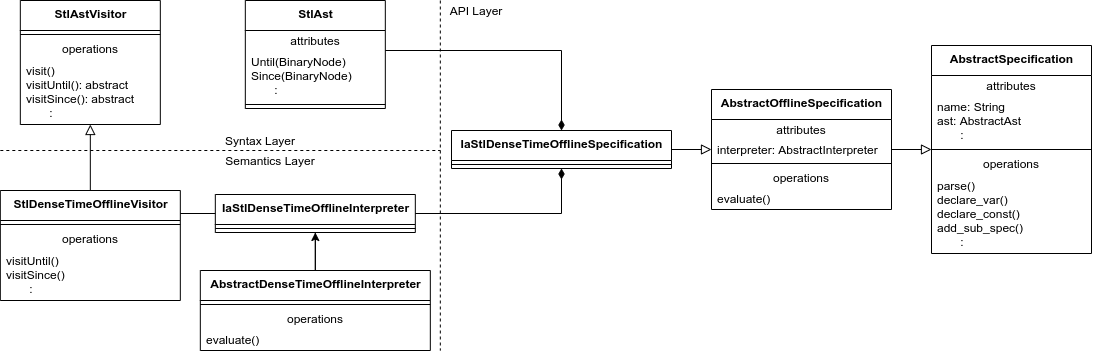 StlAstVisitor
operations
visit()
visitUntil(): abstract
visitSince(): abstract
:
StlAst
attributes
Until(BinaryNode)
Since(BinaryNode)
:
API Layer
Syntax Layer
Semantics Layer
StlDenseTimeOfflineVisitor
operations
visitUntil()
visitSince()
:
IaStlDenseTimeOfflineInterpreter
AbstractDenseTimeOfflineInterpreter
operations
evaluate()
IaStlDenseTimeOfflineSpecification
AbstractOfflineSpecification
attributes
interpreter: AbstractInterpreter
operations
evaluate()
AbstractSpecification
attributes
name: String
ast: AbstractAst
:
operations
parse()
declare_var()
declare_const()
add_sub_spec()
: